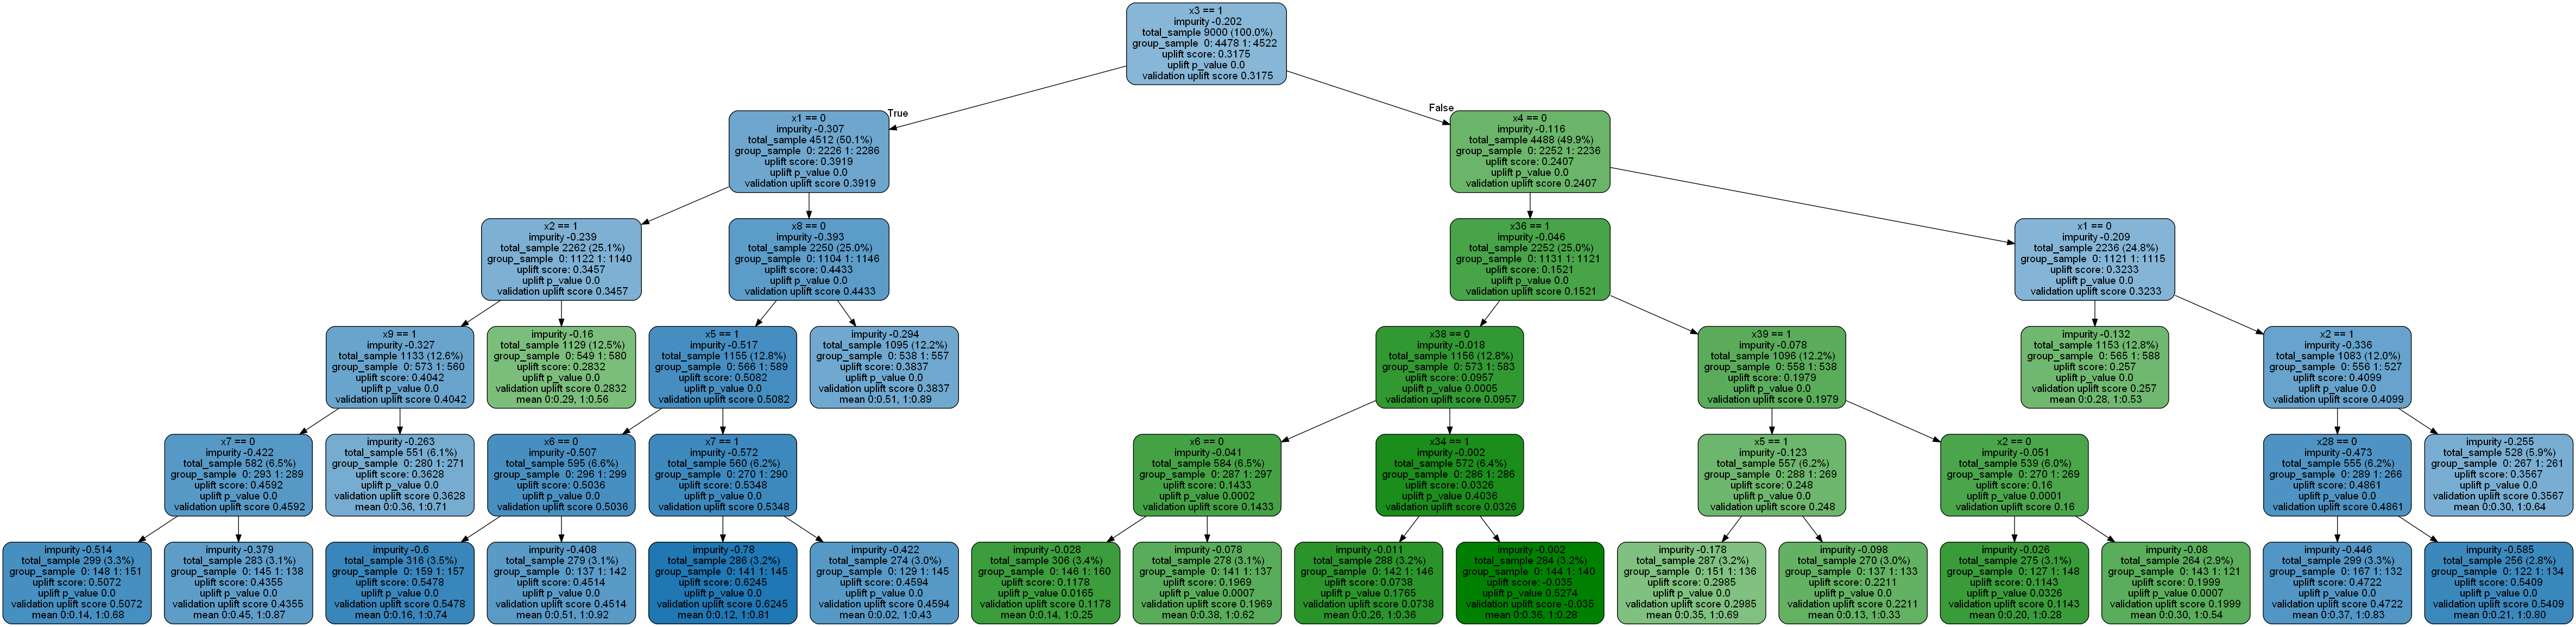 x3 == 1
impurity -0.202
total_sample 9000 (100.0%)
group_sample 0: 4478 1: 4522
uplift score: 0.3175
uplift p_value 0.0
validation uplift score 0.3175
True
False
x1 == 0
impurity -0.307
total_sample 4512 (50.1%)
group_sample 0: 2226 1: 2286
uplift score: 0.3919
uplift p_value 0.0
validation uplift score 0.3919
x4 == 0
impurity -0.116
total_sample 4488 (49.9%)
group_sample 0: 2252 1: 2236
uplift score: 0.2407
uplift p_value 0.0
validation uplift score 0.2407
x2 == 1
impurity -0.239
total_sample 2262 (25.1%)
group_sample 0: 1122 1: 1140
uplift score: 0.3457
uplift p_value 0.0
validation uplift score 0.3457
x8 == 0
impurity -0.393
total_sample 2250 (25.0%)
group_sample 0: 1104 1: 1146
uplift score: 0.4433
uplift p_value 0.0
validation uplift score 0.4433
x36 == 1
impurity -0.046
total_sample 2252 (25.0%)
group_sample 0: 1131 1: 1121
uplift score: 0.1521
uplift p_value 0.0
validation uplift score 0.1521
x1 == 0
impurity -0.209
total_sample 2236 (24.8%)
group_sample 0: 1121 1: 1115
uplift score: 0.3233
uplift p_value 0.0
validation uplift score 0.3233
x9 == 1
impurity -0.327
total_sample 1133 (12.6%)
group_sample 0: 573 1: 560
uplift score: 0.4042
uplift p_value 0.0
validation uplift score 0.4042
impurity -0.16
total_sample 1129 (12.5%)
group_sample 0: 549 1: 580
uplift score: 0.2832
uplift p_value 0.0
validation uplift score 0.2832
mean 0:0.29, 1:0.56
x5 == 1
impurity -0.517
total_sample 1155 (12.8%)
group_sample 0: 566 1: 589
uplift score: 0.5082
uplift p_value 0.0
validation uplift score 0.5082
impurity -0.294
total_sample 1095 (12.2%)
group_sample 0: 538 1: 557
uplift score: 0.3837
uplift p_value 0.0
validation uplift score 0.3837
mean 0:0.51, 1:0.89
x38 == 0
impurity -0.018
total_sample 1156 (12.8%)
group_sample 0: 573 1: 583
uplift score: 0.0957
uplift p_value 0.0005
validation uplift score 0.0957
x39 == 1
impurity -0.078
total_sample 1096 (12.2%)
group_sample 0: 558 1: 538
uplift score: 0.1979
uplift p_value 0.0
validation uplift score 0.1979
impurity -0.132
total_sample 1153 (12.8%)
group_sample 0: 565 1: 588
uplift score: 0.257
uplift p_value 0.0
validation uplift score 0.257
mean 0:0.28, 1:0.53
x2 == 1
impurity -0.336
total_sample 1083 (12.0%)
group_sample 0: 556 1: 527
uplift score: 0.4099
uplift p_value 0.0
validation uplift score 0.4099
x7 == 0
impurity -0.422
total_sample 582 (6.5%)
group_sample 0: 293 1: 289
uplift score: 0.4592
uplift p_value 0.0
validation uplift score 0.4592
impurity -0.263
total_sample 551 (6.1%)
group_sample 0: 280 1: 271
uplift score: 0.3628
uplift p_value 0.0
validation uplift score 0.3628
mean 0:0.36, 1:0.71
x6 == 0
impurity -0.507
total_sample 595 (6.6%)
group_sample 0: 296 1: 299
uplift score: 0.5036
uplift p_value 0.0
validation uplift score 0.5036
x7 == 1
impurity -0.572
total_sample 560 (6.2%)
group_sample 0: 270 1: 290
uplift score: 0.5348
uplift p_value 0.0
validation uplift score 0.5348
x6 == 0
impurity -0.041
total_sample 584 (6.5%)
group_sample 0: 287 1: 297
uplift score: 0.1433
uplift p_value 0.0002
validation uplift score 0.1433
x34 == 1
impurity -0.002
total_sample 572 (6.4%)
group_sample 0: 286 1: 286
uplift score: 0.0326
uplift p_value 0.4036
validation uplift score 0.0326
x5 == 1
impurity -0.123
total_sample 557 (6.2%)
group_sample 0: 288 1: 269
uplift score: 0.248
uplift p_value 0.0
validation uplift score 0.248
x2 == 0
impurity -0.051
total_sample 539 (6.0%)
group_sample 0: 270 1: 269
uplift score: 0.16
uplift p_value 0.0001
validation uplift score 0.16
x28 == 0
impurity -0.473
total_sample 555 (6.2%)
group_sample 0: 289 1: 266
uplift score: 0.4861
uplift p_value 0.0
validation uplift score 0.4861
impurity -0.255
total_sample 528 (5.9%)
group_sample 0: 267 1: 261
uplift score: 0.3567
uplift p_value 0.0
validation uplift score 0.3567
mean 0:0.30, 1:0.64
impurity -0.514
total_sample 299 (3.3%)
group_sample 0: 148 1: 151
uplift score: 0.5072
uplift p_value 0.0
validation uplift score 0.5072
mean 0:0.14, 1:0.68
impurity -0.379
total_sample 283 (3.1%)
group_sample 0: 145 1: 138
uplift score: 0.4355
uplift p_value 0.0
validation uplift score 0.4355
mean 0:0.45, 1:0.87
impurity -0.6
total_sample 316 (3.5%)
group_sample 0: 159 1: 157
uplift score: 0.5478
uplift p_value 0.0
validation uplift score 0.5478
mean 0:0.16, 1:0.74
impurity -0.408
total_sample 279 (3.1%)
group_sample 0: 137 1: 142
uplift score: 0.4514
uplift p_value 0.0
validation uplift score 0.4514
mean 0:0.51, 1:0.92
impurity -0.78
total_sample 286 (3.2%)
group_sample 0: 141 1: 145
uplift score: 0.6245
uplift p_value 0.0
validation uplift score 0.6245
mean 0:0.12, 1:0.81
impurity -0.422
total_sample 274 (3.0%)
group_sample 0: 129 1: 145
uplift score: 0.4594
uplift p_value 0.0
validation uplift score 0.4594
mean 0:0.02, 1:0.43
impurity -0.028
total_sample 306 (3.4%)
group_sample 0: 146 1: 160
uplift score: 0.1178
uplift p_value 0.0165
validation uplift score 0.1178
mean 0:0.14, 1:0.25
impurity -0.078
total_sample 278 (3.1%)
group_sample 0: 141 1: 137
uplift score: 0.1969
uplift p_value 0.0007
validation uplift score 0.1969
mean 0:0.38, 1:0.62
impurity -0.011
total_sample 288 (3.2%)
group_sample 0: 142 1: 146
uplift score: 0.0738
uplift p_value 0.1765
validation uplift score 0.0738
mean 0:0.26, 1:0.36
impurity -0.002
total_sample 284 (3.2%)
group_sample 0: 144 1: 140
uplift score: -0.035
uplift p_value 0.5274
validation uplift score -0.035
mean 0:0.36, 1:0.28
impurity -0.178
total_sample 287 (3.2%)
group_sample 0: 151 1: 136
uplift score: 0.2985
uplift p_value 0.0
validation uplift score 0.2985
mean 0:0.35, 1:0.69
impurity -0.098
total_sample 270 (3.0%)
group_sample 0: 137 1: 133
uplift score: 0.2211
uplift p_value 0.0
validation uplift score 0.2211
mean 0:0.13, 1:0.33
impurity -0.026
total_sample 275 (3.1%)
group_sample 0: 127 1: 148
uplift score: 0.1143
uplift p_value 0.0326
validation uplift score 0.1143
mean 0:0.20, 1:0.28
impurity -0.08
total_sample 264 (2.9%)
group_sample 0: 143 1: 121
uplift score: 0.1999
uplift p_value 0.0007
validation uplift score 0.1999
mean 0:0.30, 1:0.54
impurity -0.446
total_sample 299 (3.3%)
group_sample 0: 167 1: 132
uplift score: 0.4722
uplift p_value 0.0
validation uplift score 0.4722
mean 0:0.37, 1:0.83
impurity -0.585
total_sample 256 (2.8%)
group_sample 0: 122 1: 134
uplift score: 0.5409
uplift p_value 0.0
validation uplift score 0.5409
mean 0:0.21, 1:0.80